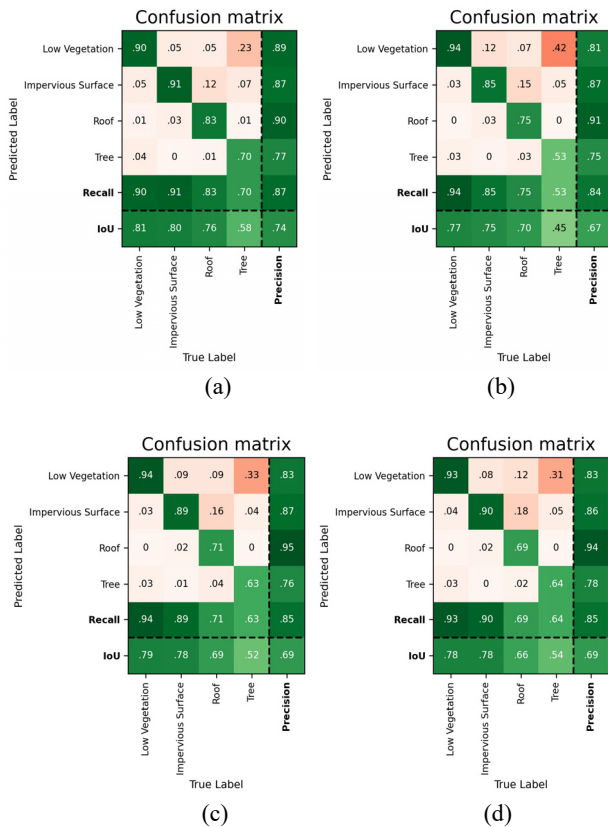 Confusion matrix
Low Vegetation .90 .05 .05 .23 .89
Impervious Surface .05 .91 .12 .07 .87
Roof .01 .03 .83 .01 .90
Tree .04 0 .01 .70 .77
Recall .90 .91 .83 .70 .87
IoU .81 .80 .76 .58 .74
Predicted Label
Low Vegetation
Impervious Surface
Roof
Tree
Precision
True Label
(a)
Confusion matrix
Low Vegetation .94 .12 .07 .42 .81
Impervious Surface .03 .85 .15 .05 .87
Roof 0 .03 .75 0 .91
Tree .03 0 .03 .53 .75
Recall .94 .85 .75 .53 .84
IoU .77 .75 .70 .45 .67
Predicted Label
Low Vegetation
Impervious Surface
Roof
Tree
Precision
True Label
(b)
Confusion matrix
Low Vegetation .94 .09 .09 .33 .83
Impervious Surface .03 .89 .16 .04 .87
Roof 0 .02 .71 0 .95
Tree .03 .01 .04 .63 .76
Recall .94 .89 .71 .63 .85
IoU .79 .78 .69 .52 .69
Predicted Label
Low Vegetation
Impervious Surface
Roof
Tree
Precision
True Label
(c)
Confusion matrix
Low Vegetation .93 .08 .12 .31 .83
Impervious Surface .04 .90 .18 .05 .86
Roof 0 .02 .69 0 .94
Tree .03 0 .02 .64 .78
Recall .93 .90 .69 .64 .85
IoU .78 .78 .66 .54 .69
Predicted Label
Low Vegetation
Impervious Surface
Roof
Tree
Precision
True Label
(d)